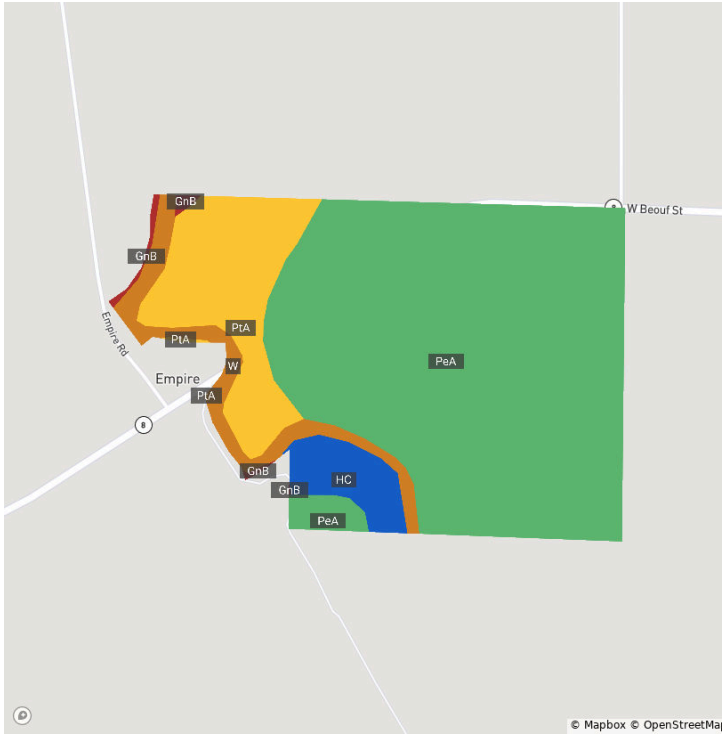 GnB
8
W Beouf St
GnB
Empire Rd
PtA
PtA
PeA
W
Empire
PtA
8
GnB
HC
GnB
PeA
© Mapbox © OpenStreetMap